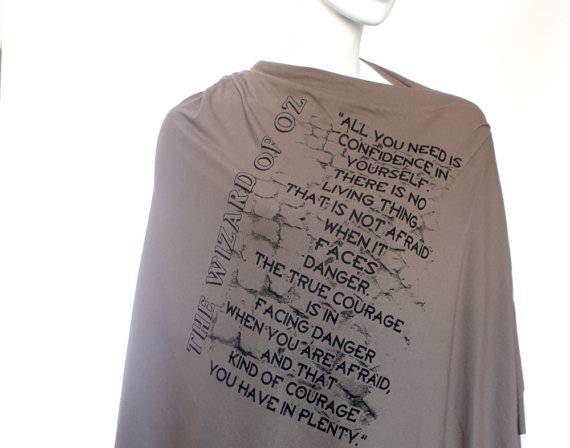 THE WIZARD OF OZ
"ALL YOU NEED IS
CONFIDENCE IN
YOURSELF
THERE IS NO
LIVING THING
THAT IS NOT AFRAID
WHEN IT
FACES
DANGER.
THE TRUE COURAGE
IS IN
FACING DANGER
WHEN YOU ARE AFRAID,
AND THAT
KIND OF COURAGE
YOU HAVE IN PLENTY."